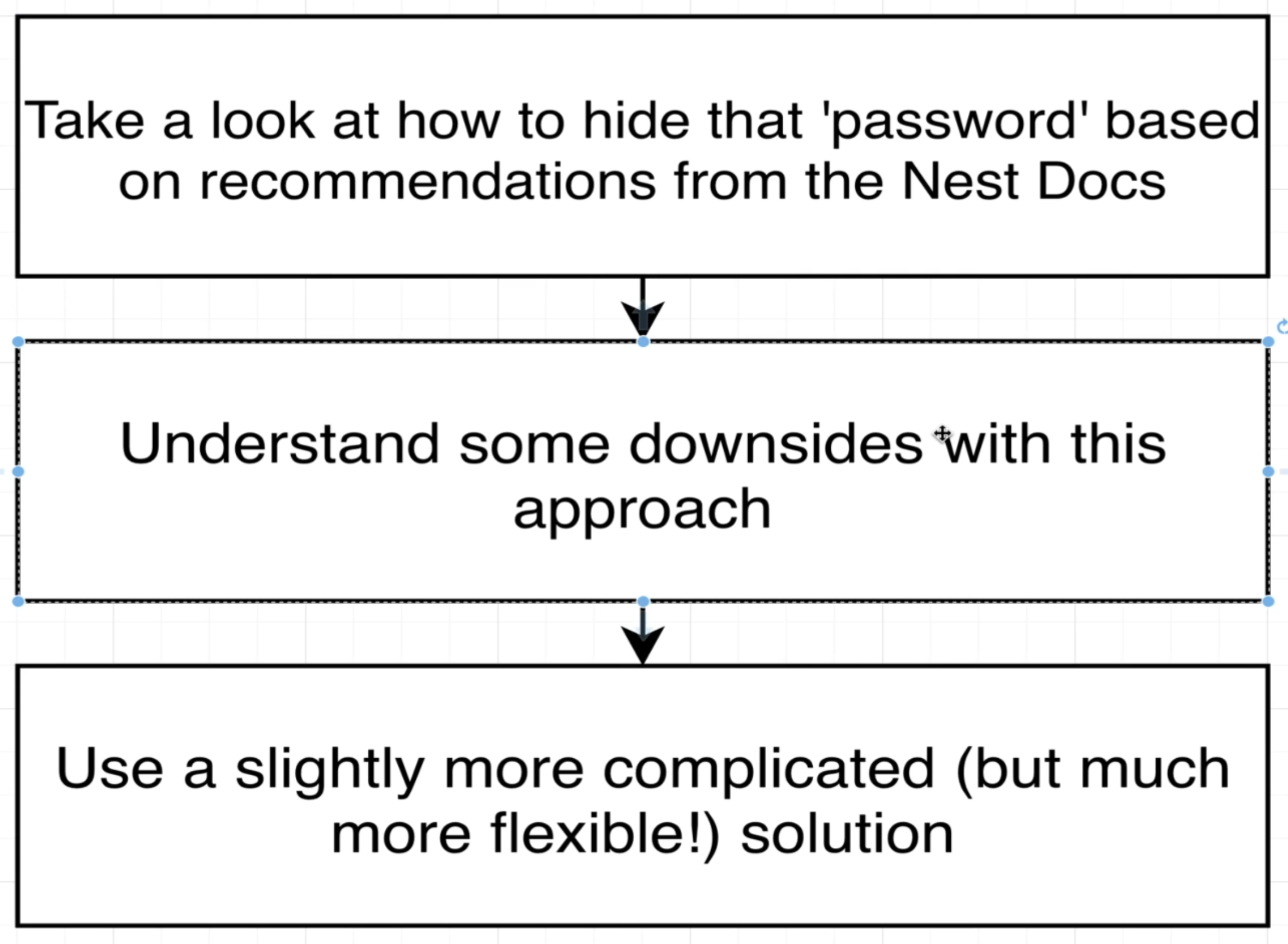 Take a look at how to hide that 'password' based
on recommendations from the Nest Docs
Understand some downsides with this
approach
Use a slightly more complicated (but much
more flexible!) solution